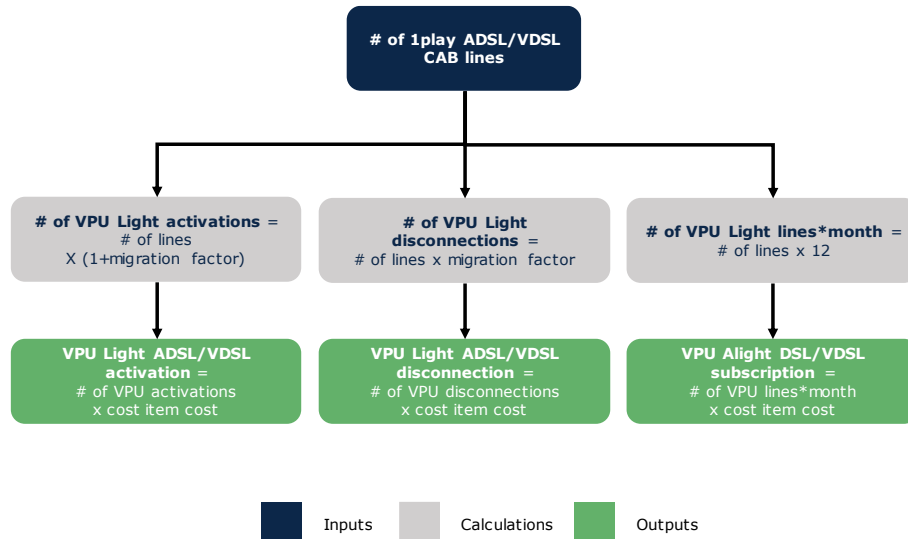 # of 1play ADSL/VDSL
CAB lines
# of VPU Light activations =
# of lines
X (1+migration factor)
# of VPU Light
disconnections =
# of lines x migration factor
# of VPU Light lines*month =
# of lines x 12
VPU Light ADSL/VDSL
activation =
# of VPU activations
x cost item cost
VPU Light ADSL/VDSL
disconnection =
# of VPU disconnections
x cost item cost
VPU Alight DSL/VDSL
subscription =
# of VPU lines*month
x cost item cost
Inputs
Calculations
Outputs